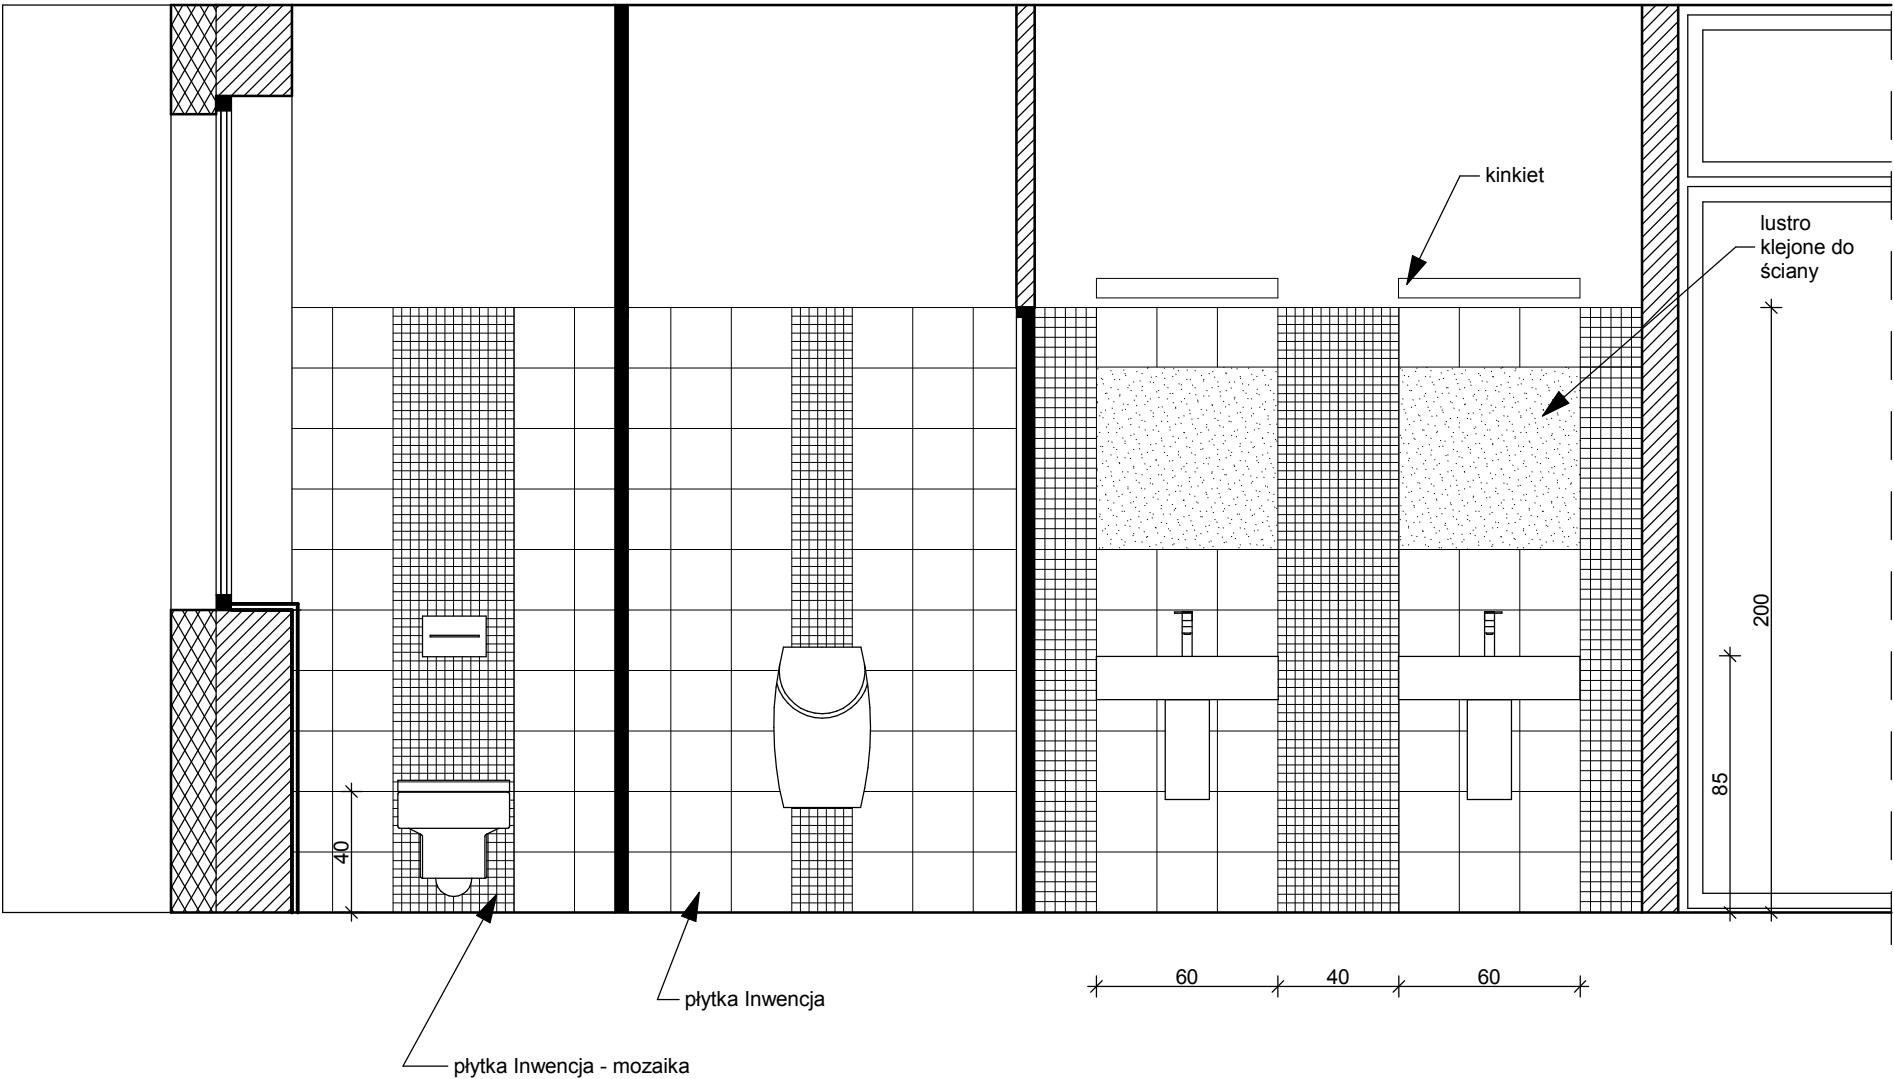 kinkiet
lustro
klejone do
ściany
200
85
40
60
40
60
płytka Inwencja
płytka Inwencja - mozaika